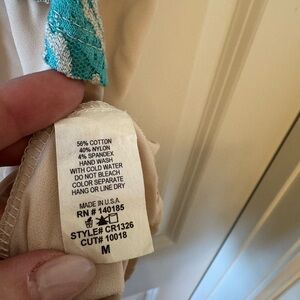 56% COTTON
40% NYLON
4% SPANDEX
HAND WASH
WITH COLD WATER
DO NOT BLEACH
COLOR SEPARATE
HANG OR LINE DRY
MADE IN U.S.A.
RN # 140185
STYLE# CR1326
CUT# 10018
M